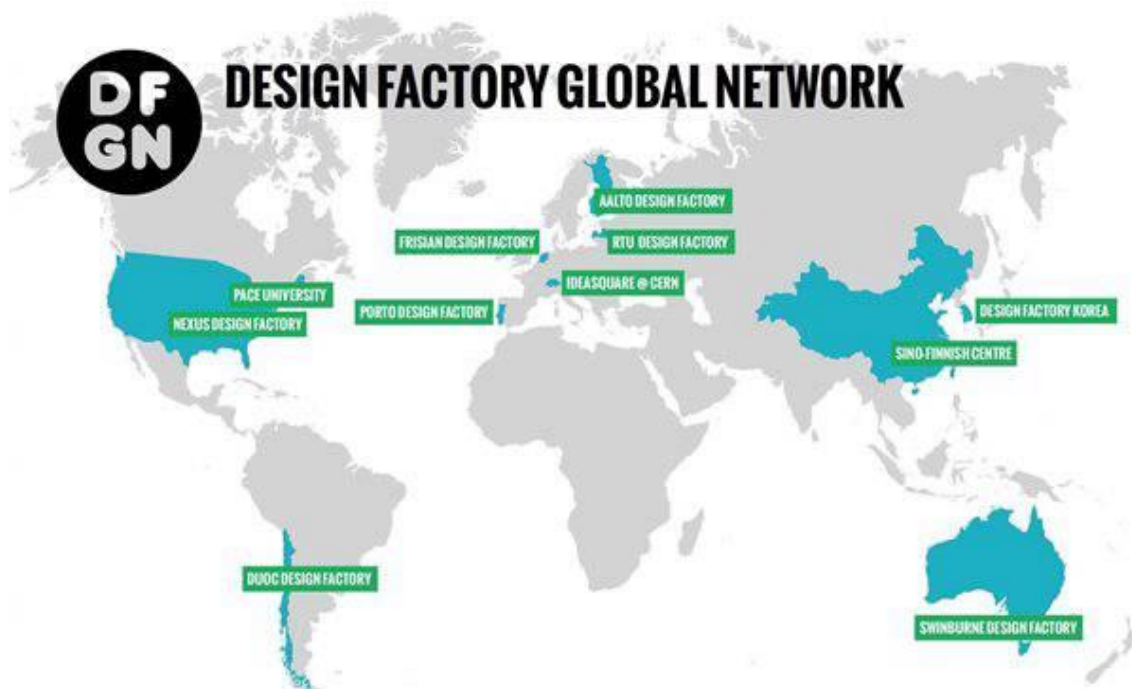 DF
GN
DESIGN FACTORY GLOBAL NETWORK
AALTO DESIGN FACTORY
FRISIAN DESIGN FACTORY
RTU DESIGN FACTORY
IDEASQUARE @ CERN
PACE UNIVERSITY
PORTO DESIGN FACTORY
DESIGN FACTORY KOREA
NEXUS DESIGN FACTORY
SINO-FINNISH CENTRE
DUOC DESIGN FACTORY
SWINBURNE DESIGN FACTORY